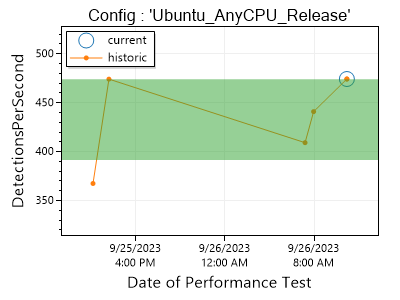 Config : 'Ubuntu_AnyCPU_Release'
current
historic
500
450
400
350
DetectionsPerSecond
9/25/2023
4:00 PM
9/26/2023
12:00 AM
9/26/2023
8:00 AM
Date of Performance Test